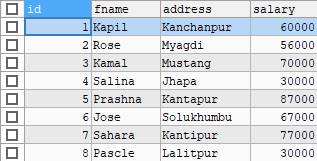 id fname address salary
1 Kapil Kanchanpur 60000
2 Rose Myagdi 56000
3 Kamal Mustang 70000
4 Salina Jhapa 30000
5 Prashna Kantapur 87000
6 Jose Solukhumbu 67000
7 Sahara Kantipur 77000
8 Pascle Lalitpur 30000